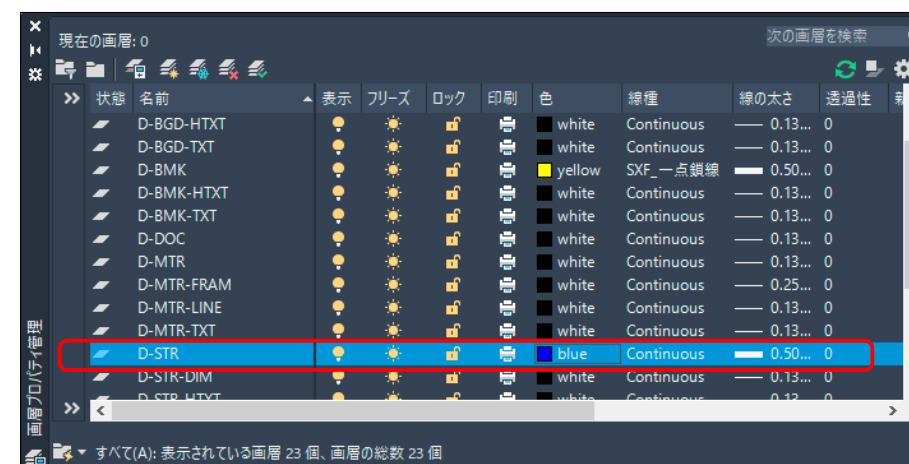 現在の画層: 0
次の画層を検索
状態 名前 表示 フリーズ ロック 印刷 色 線種 線の太さ 透過性 新
D-BGD-HTXT white Continuous 0.13... 0
D-BGD-TXT white Continuous 0.13... 0
D-BMK yellow SXF_一点鎖線 0.50... 0
D-BMK-HTXT white Continuous 0.13... 0
D-BMK-TXT white Continuous 0.13... 0
D-DOC white Continuous 0.13... 0
D-MTR white Continuous 0.13... 0
D-MTR-FRAM white Continuous 0.25... 0
D-MTR-LINE white Continuous 0.13... 0
D-MTR-TXT white Continuous 0.13... 0
D-STR blue Continuous 0.50... 0
D-STR-DIM white Continuous 0.13... 0
D-STR-HTXT white Continuous 0.13... 0
すべて(A): 表示されている画層 23 個、画層の総数 23 個
画層プロパティ管理